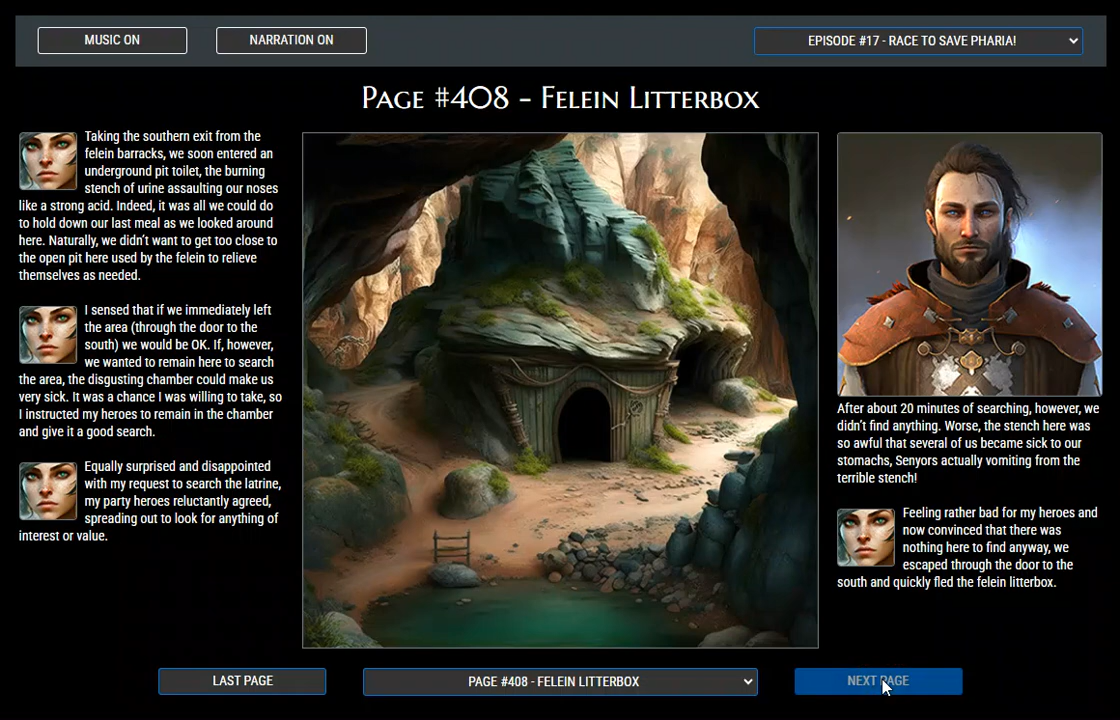 MUSIC ON
NARRATION ON
EPISODE #17 - RACE TO SAVE PHARIA!
Page #408 - Felein Litterbox
Taking the southern exit from the
felein barracks, we soon entered an
underground pit toilet, the burning
stench of urine assaulting our noses
like a strong acid. Indeed, it was all we could do
to hold down our last meal as we looked around
here. Naturally, we didn't want to get too close to
the open pit here used by the felein to relieve
themselves as needed.
I sensed that if we immediately left
the area (through the door to the
south) we would be OK. If, however,
we wanted to remain here to search
the area, the disgusting chamber could make us
very sick. It was a chance I was willing to take, so
I instructed my heroes to remain in the chamber
and give it a good search.
Equally surprised and disappointed
with my request to search the latrine,
my party heroes reluctantly agreed,
spreading out to look for anything of
interest or value.
After about 20 minutes of searching, however, we
didn't find anything. Worse, the stench here was
so awful that several of us became sick to our
stomachs, Senyors actually vomiting from the
terrible stench!
Feeling rather bad for my heroes and
now convinced that there was
nothing here to find anyway, we
escaped through the door to the
south and quickly fled the felein litterbox.
LAST PAGE
PAGE #408 - FELEIN LITTERBOX
NEXT PAGE